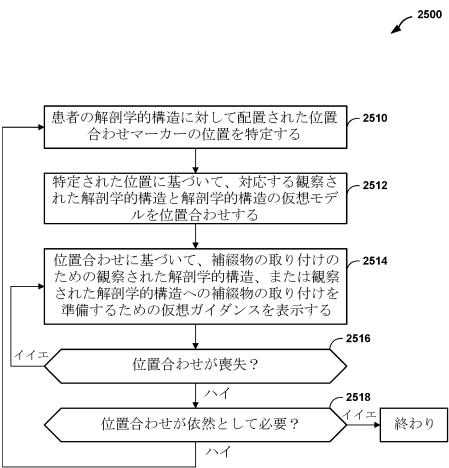 2500
患者の解剖学的構造に対して配置された位置
合わせマーカーの位置を特定する
2510
特定された位置に基づいて、対応する観察さ
れた解剖学的構造と解剖学的構造の仮想モデ
ルを位置合わせする
2512
位置合わせに基づいて、補綴物の取り付けの
ための観察された解剖学的構造、または観察
された解剖学的構造への補綴物の取り付けを
準備するための仮想ガイダンスを表示する
2514
位置合わせが喪失？
2516
イイエ
ハイ
位置合わせが依然として必要？
2518
イイエ
終わり
ハイ